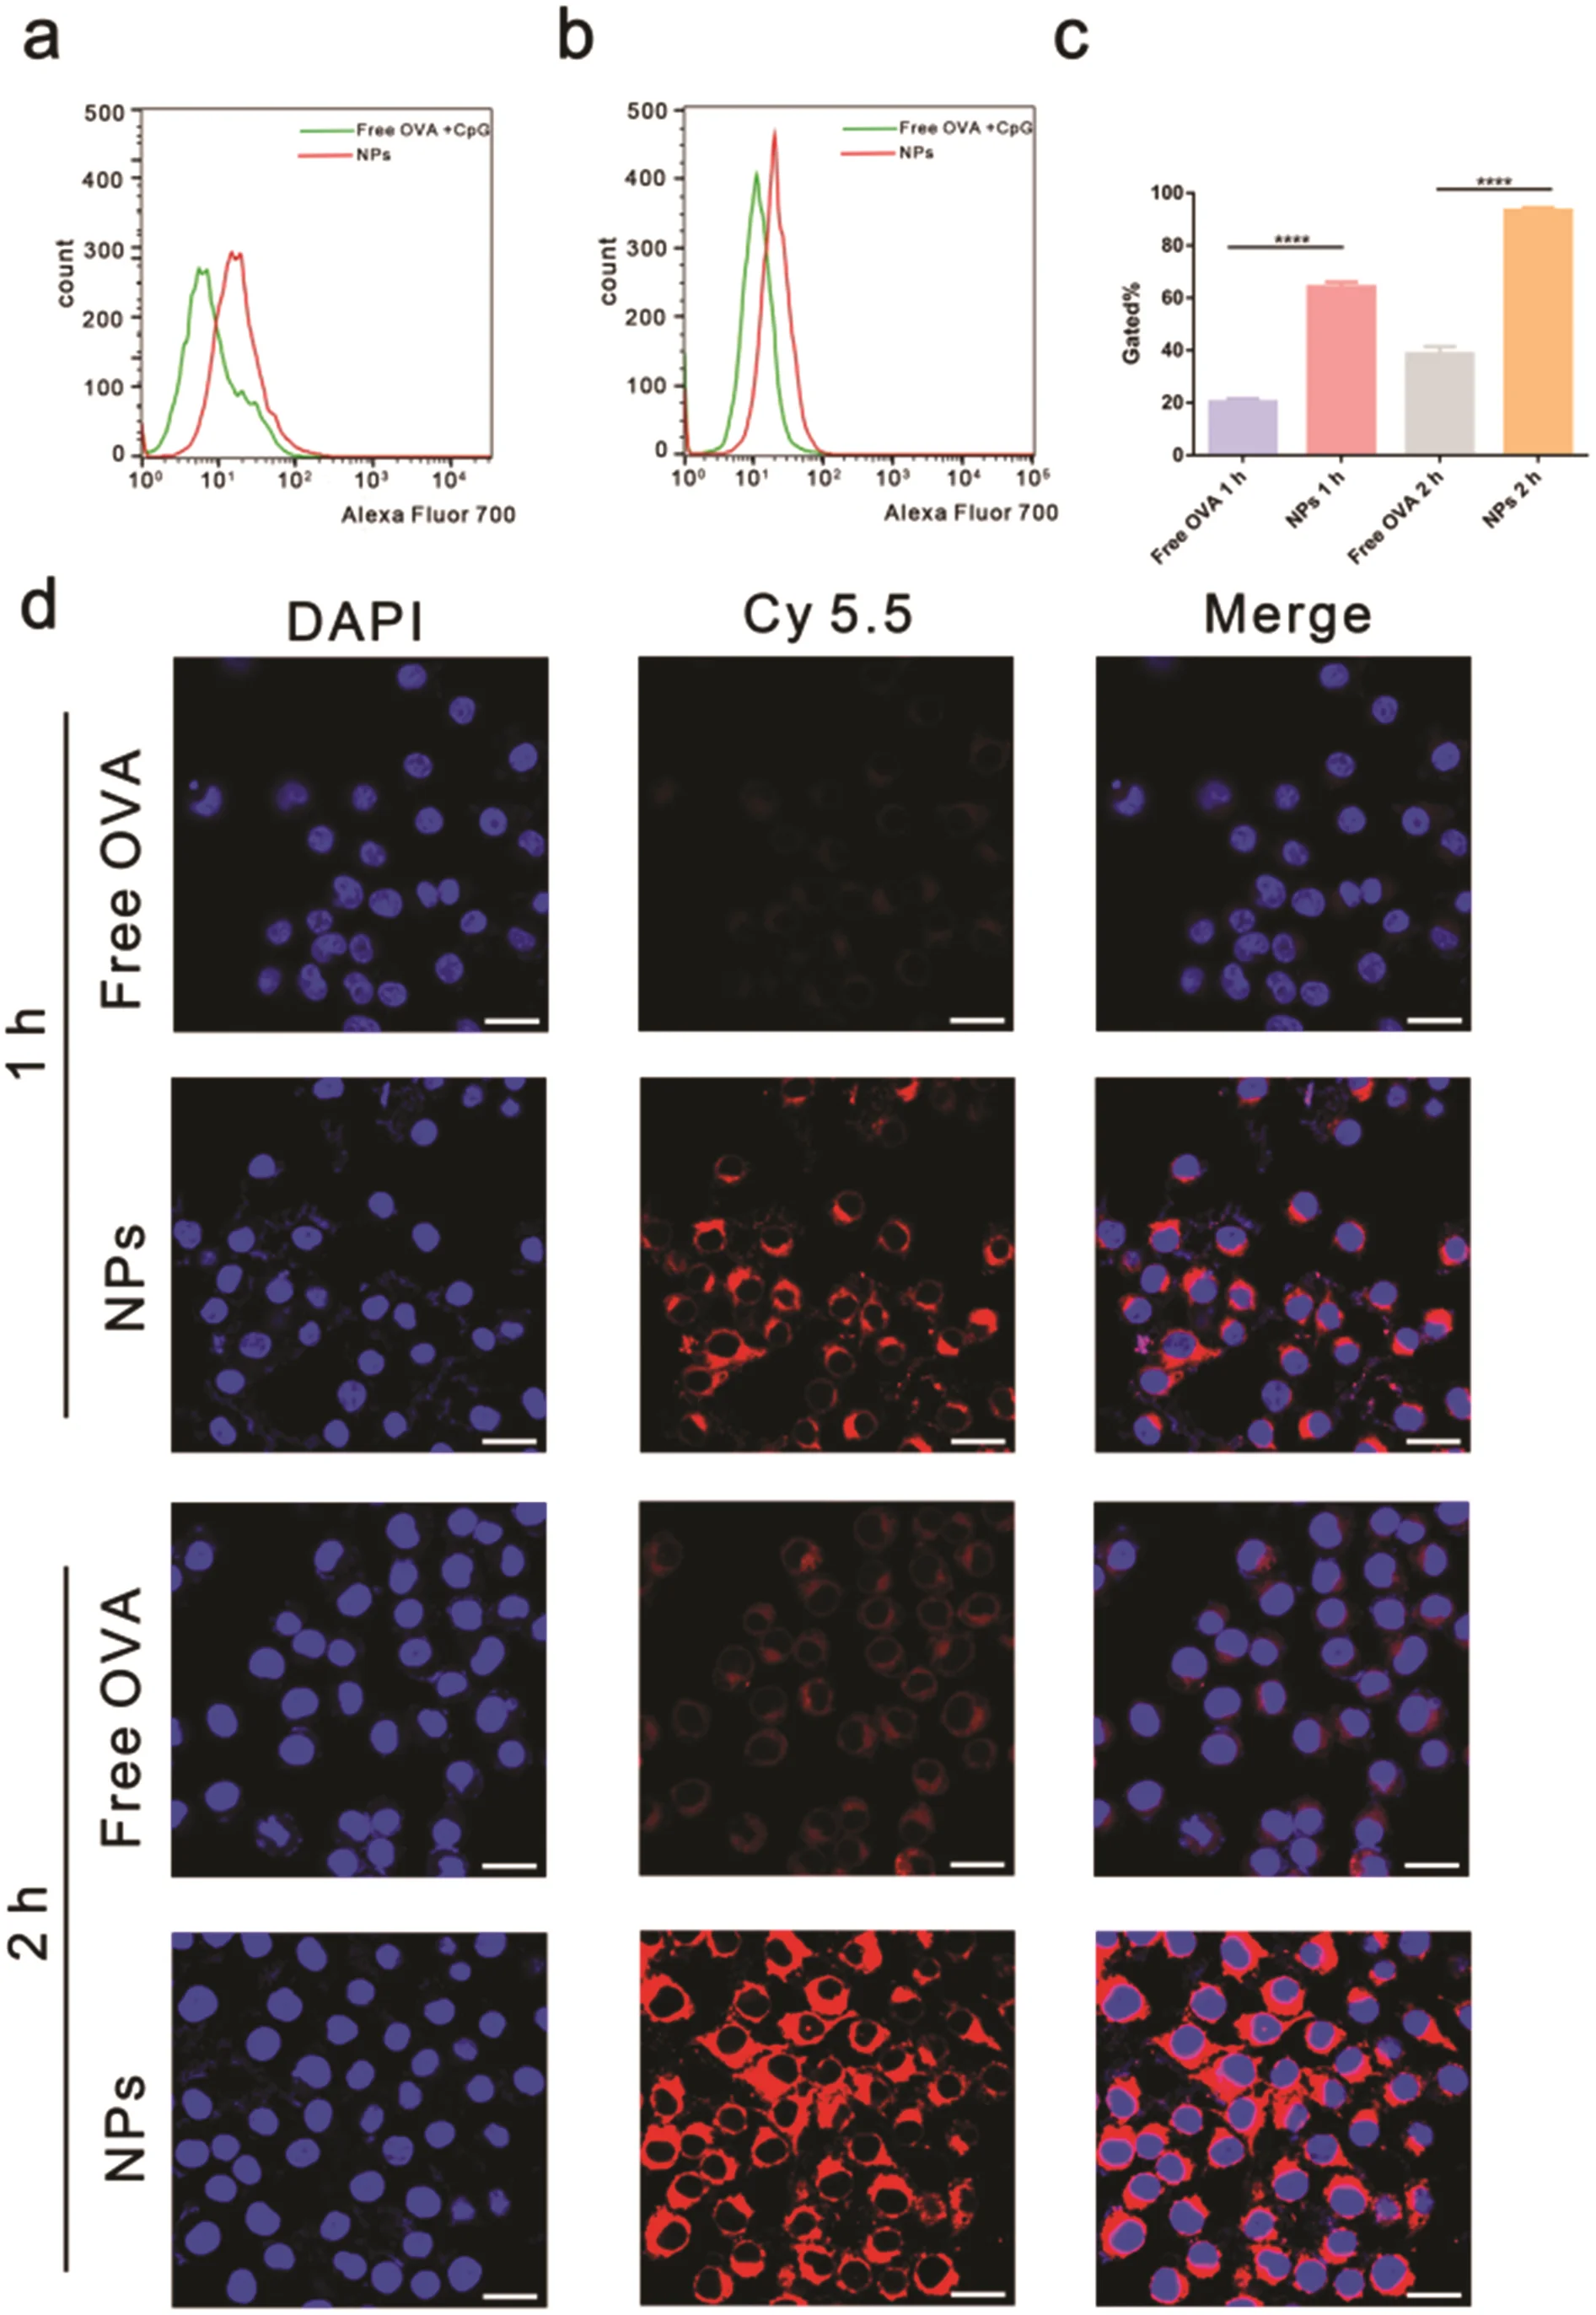 a
500
400
300
200
100
0
count
Free OVA +CpG
NPs
10⁰ 10¹ 10² 10³ 10⁴
Alexa Fluor 700
b
500
400
300
200
100
0
count
Free OVA +CpG
NPs
10⁰ 10¹ 10² 10³ 10⁴ 10⁵
Alexa Fluor 700
c
100
80
60
40
20
0
Gated%
****
****
Free OVA 1 h
NPs 1 h
Free OVA 2 h
NPs 2 h
d
DAPI
Cy 5.5
Merge
1 h
Free OVA
NPs
2 h
Free OVA
NPs